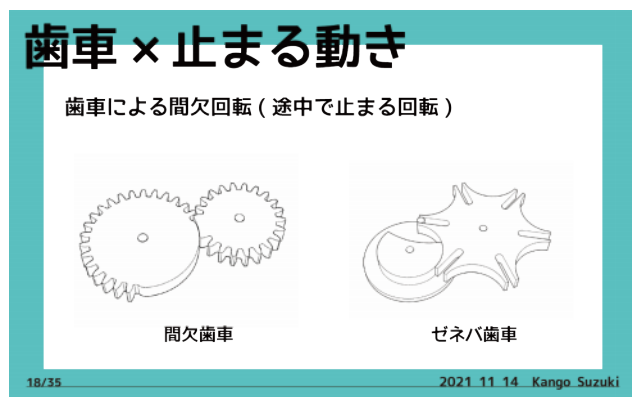 歯車×止まる動き
歯車による間欠回転(途中で止まる回転)
間欠歯車
ゼネバ歯車
18/35
2021 11 14 Kango Suzuki